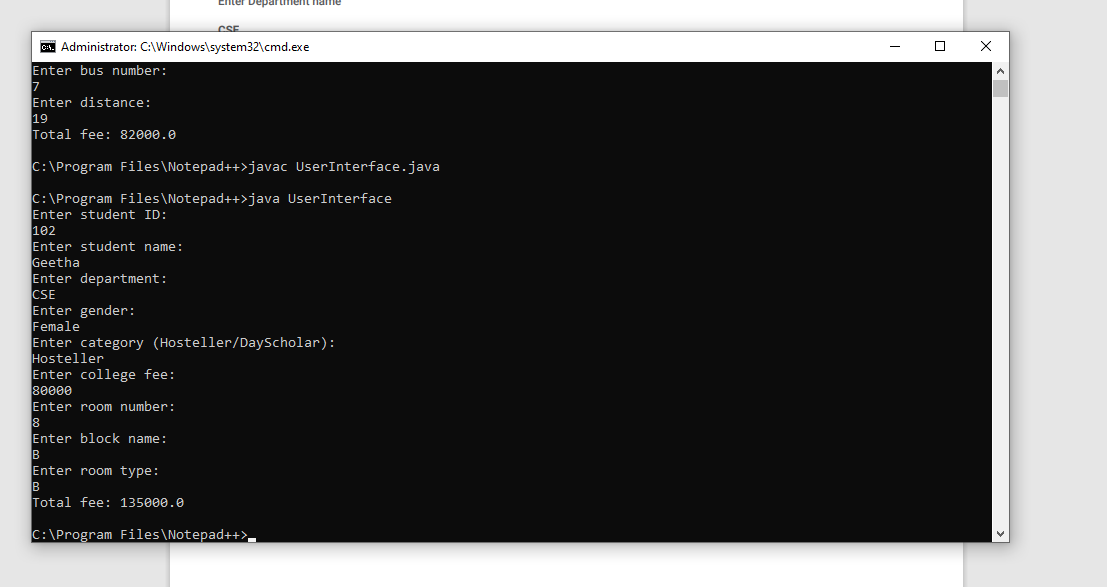 Enter Department name
CSE
Administrator: C:\Windows\system32\cmd.exe
Enter bus number:
7
Enter distance:
19
Total fee: 82000.0
C:\Program Files\Notepad++>javac UserInterface.java
C:\Program Files\Notepad++>java UserInterface
Enter student ID:
102
Enter student name:
Geetha
Enter department:
CSE
Enter gender:
Female
Enter category (Hosteller/DayScholar):
Hosteller
Enter college fee:
80000
Enter room number:
8
Enter block name:
B
Enter room type:
B
Total fee: 135000.0
C:\Program Files\Notepad++>